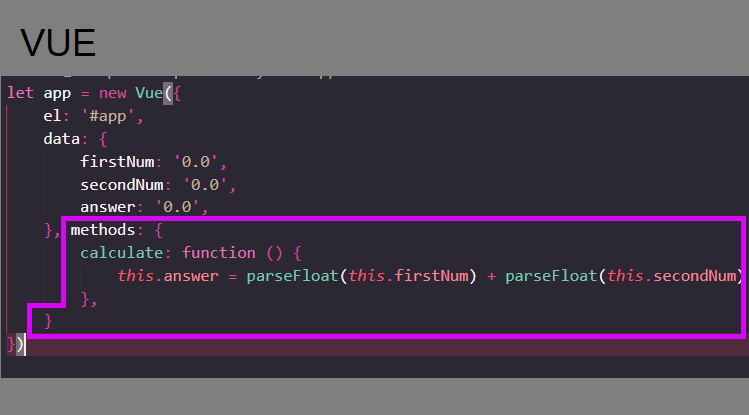 VUE
let app = new Vue({
el: '#app',
data: {
firstNum: '0.0',
secondNum: '0.0',
answer: '0.0',
}, methods: {
calculate: function () {
this.answer = parseFloat(this.firstNum) + parseFloat(this.secondNum)
},
}
})